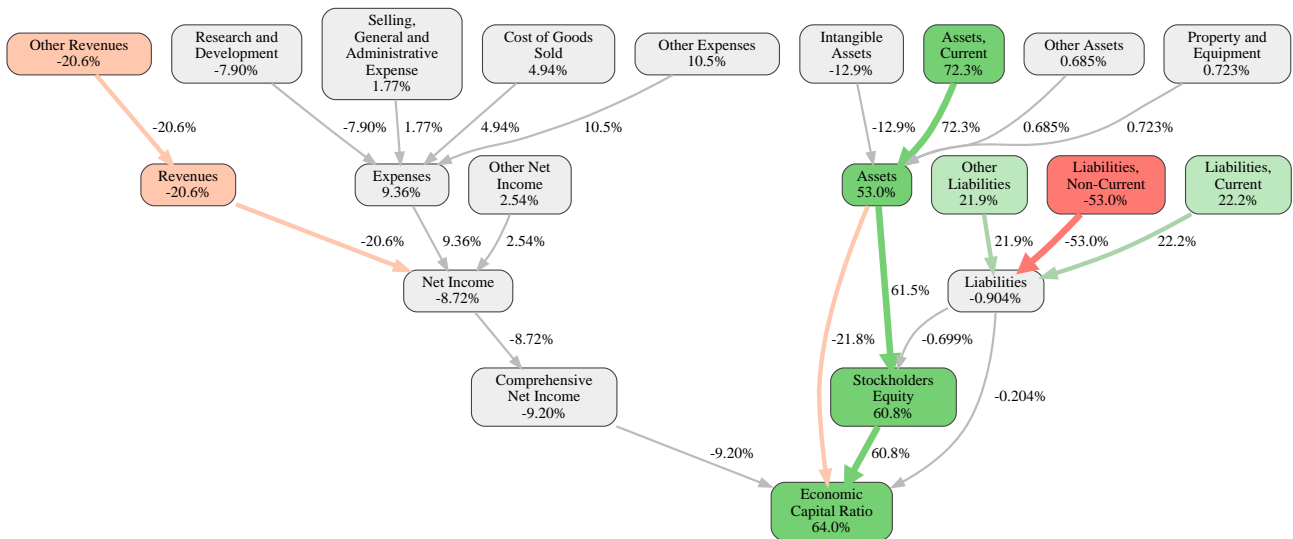 Other Revenues
-20.6%
Research and
Development
-7.90%
Selling,
General and
Administrative
Expense
1.77%
Cost of Goods
Sold
4.94%
Other Expenses
10.5%
Intangible
Assets
-12.9%
Assets,
Current
72.3%
Other Assets
0.685%
Property and
Equipment
0.723%
-20.6%
-7.90%
1.77%
4.94%
10.5%
-12.9%
72.3%
0.685%
0.723%
Revenues
-20.6%
Expenses
9.36%
Other Net
Income
2.54%
Assets
53.0%
Other
Liabilities
21.9%
Liabilities,
Non-Current
-53.0%
Liabilities,
Current
22.2%
-20.6%
9.36%
2.54%
21.9%
-53.0%
22.2%
Net Income
-8.72%
61.5%
Liabilities
-0.904%
-8.72%
-21.8%
-0.699%
Comprehensive
Net Income
-9.20%
Stockholders
Equity
60.8%
-0.204%
-9.20%
60.8%
Economic
Capital Ratio
64.0%